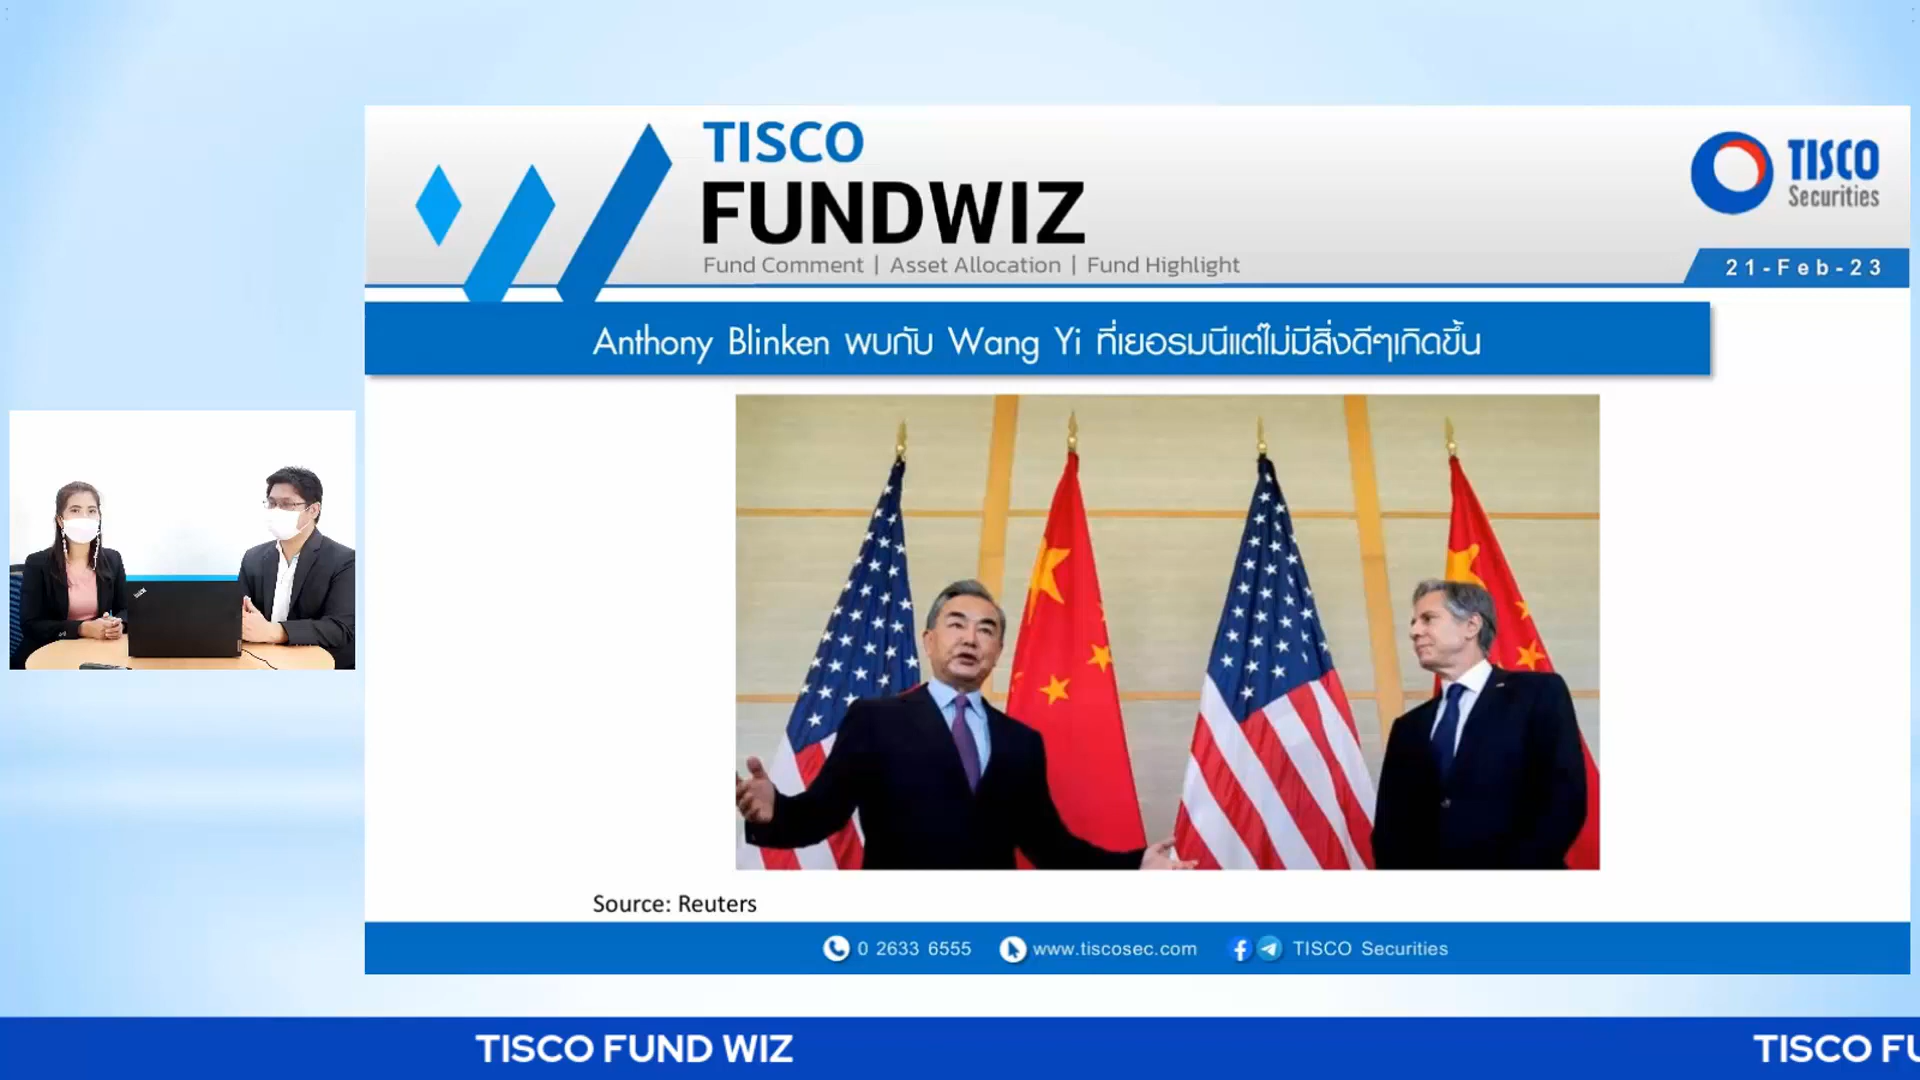 TISCO
FUNDWIZ
Fund Comment | Asset Allocation | Fund Highlight
TISCO
Securities
21-Feb-23
Anthony Blinken พบกับ Wang Yi ที่เยอรมนีแต่ไม่มีสิ่งดีๆเกิดขึ้น
Source: Reuters
0 2633 6555 www.tiscosec.com TISCO Securities
TISCO FUND WIZ TISCO FU